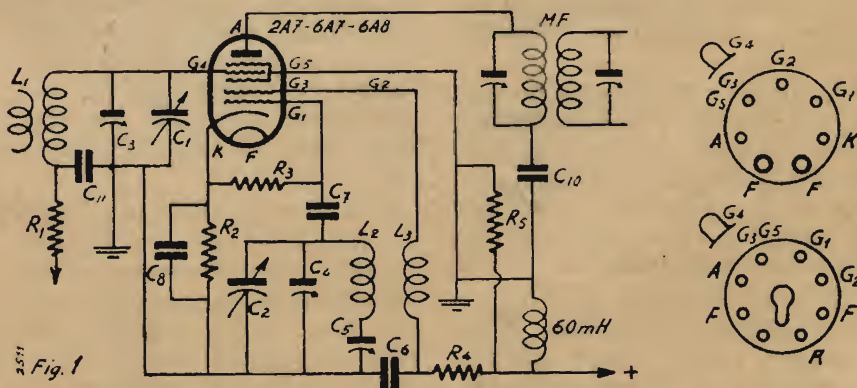 2A7-6A7-6A8
MF
A
G4
G5
G3
G2
G1
K
F
L1
C3
C1
C11
R1
R3
C7
C8
R2
C2
C4
L2
L3
C5
C6
R4
R5
C10
60mH
+
2511
Fig. 1
G4
G3
G2
G5
G1
A
K
F
F
G4
G3 G5
G1
A
G2
F
F
K